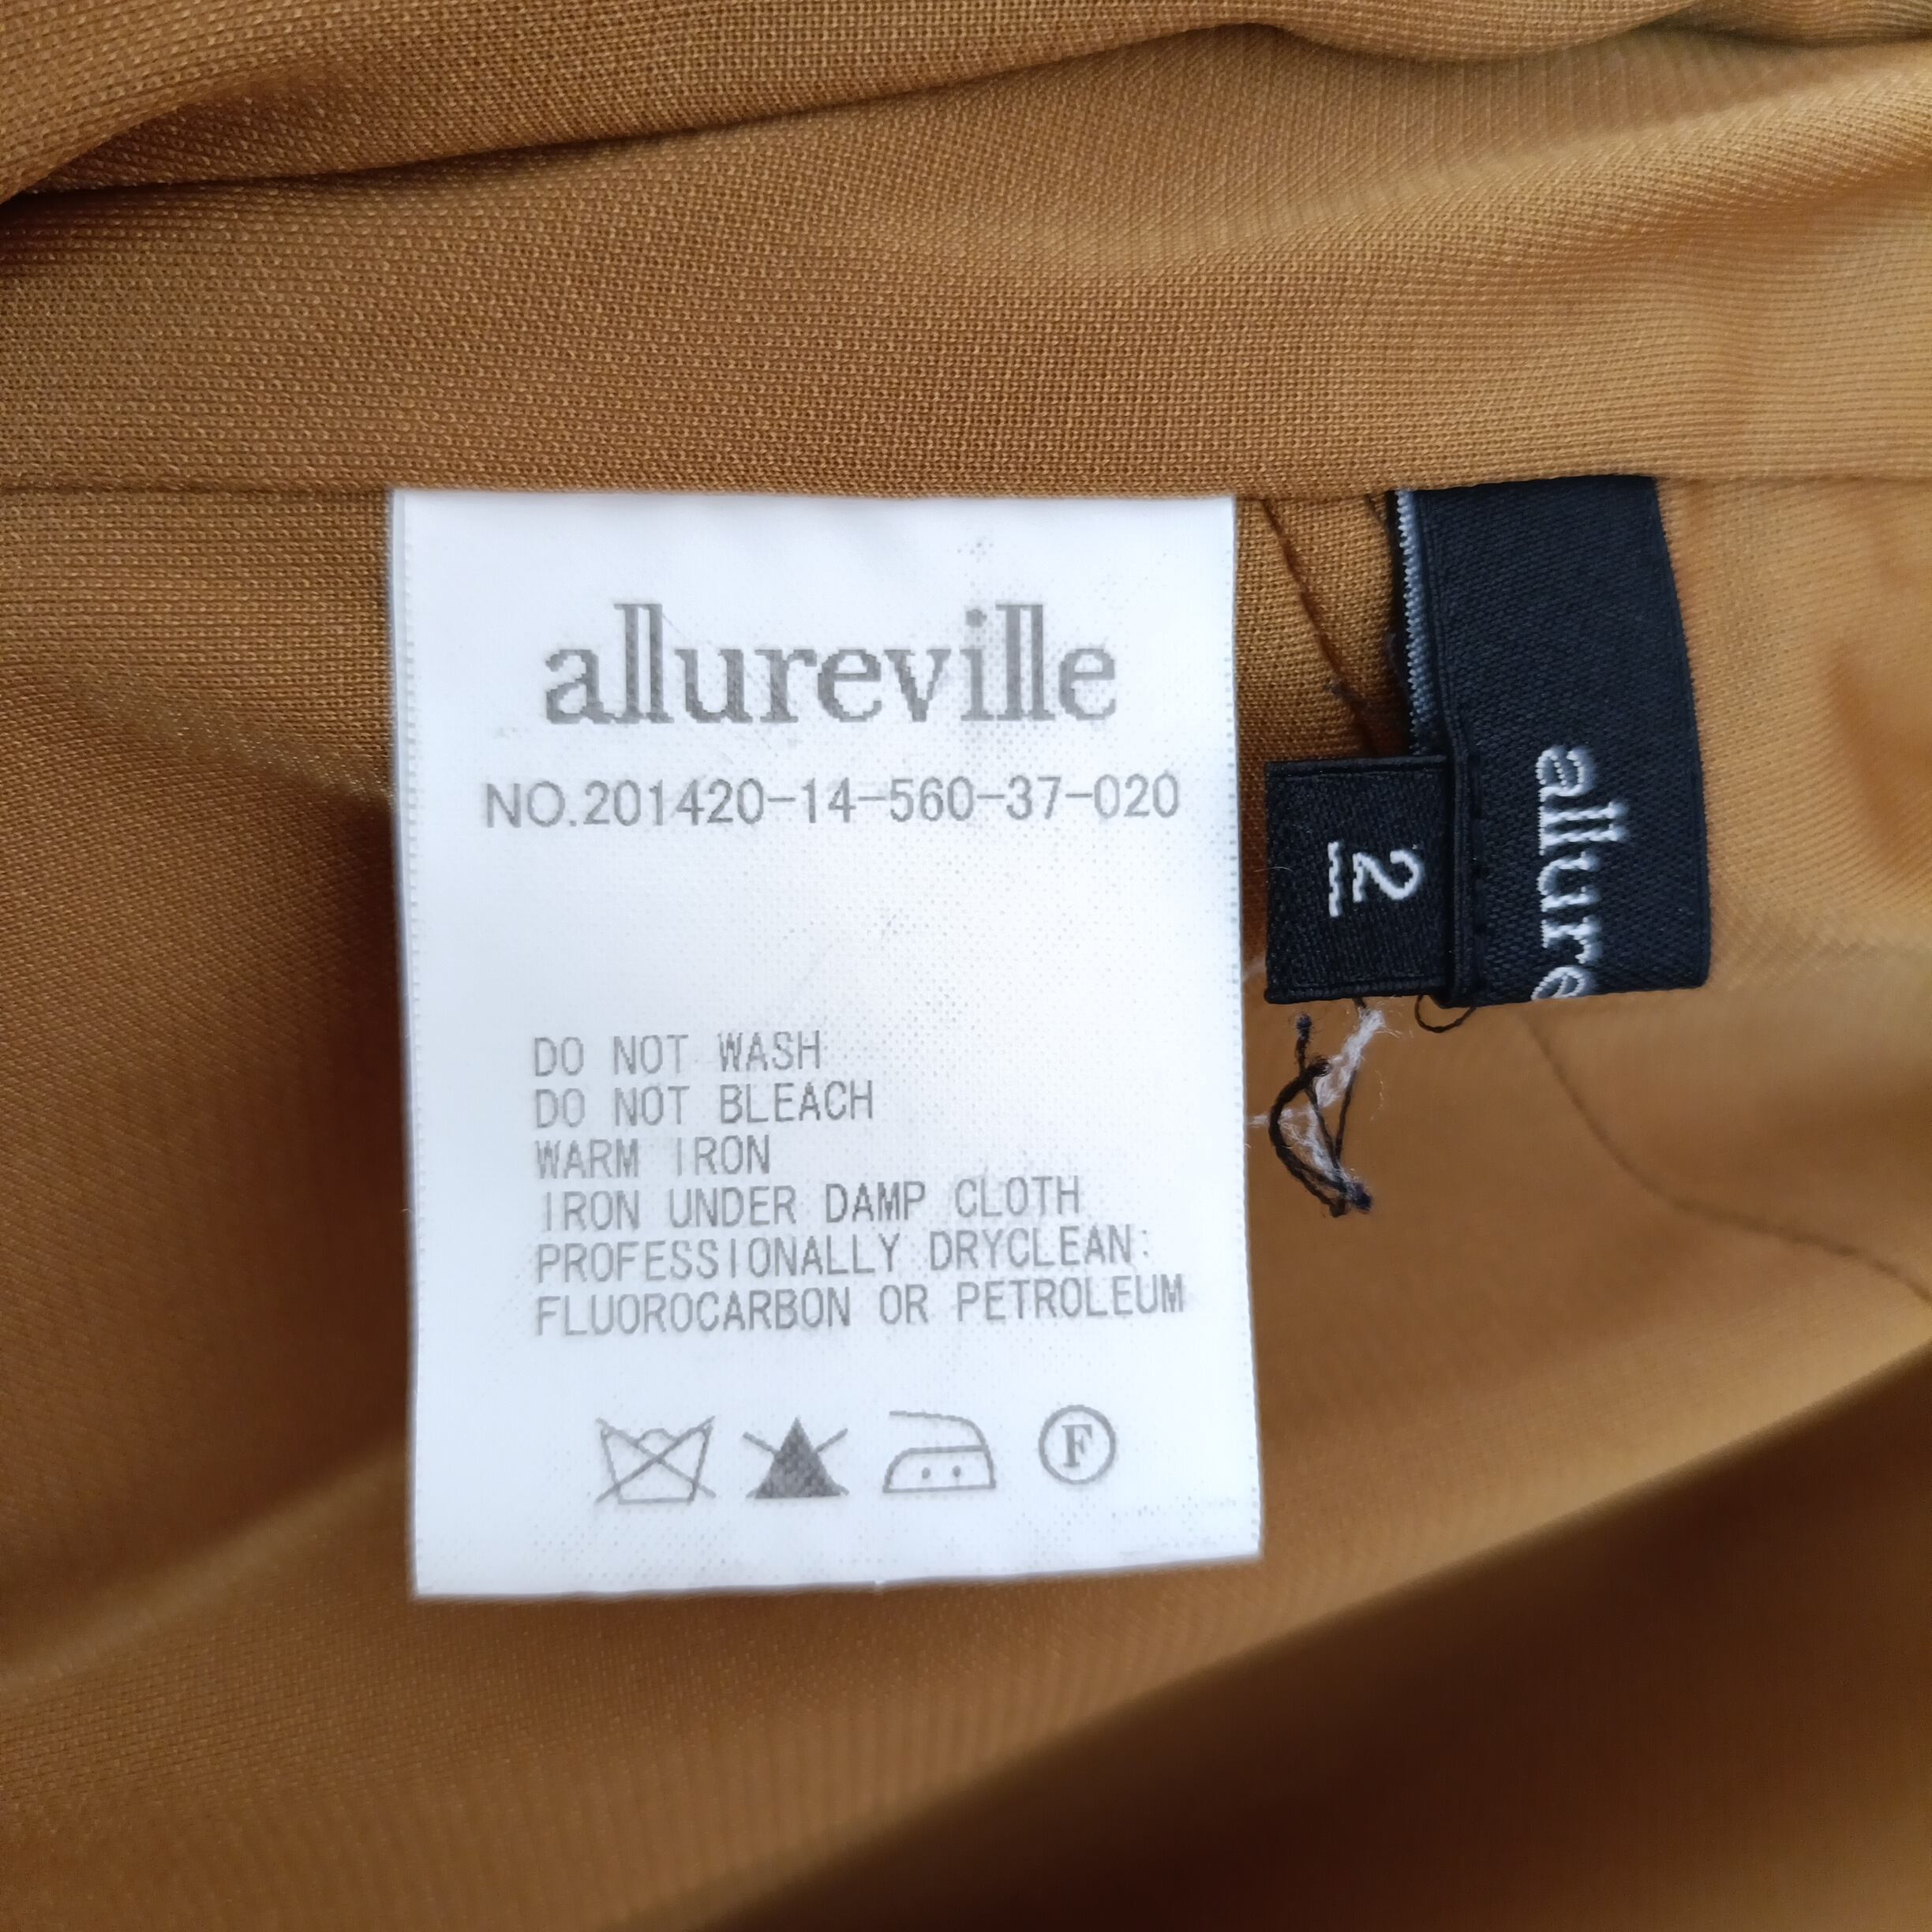 allureville
NO.201420-14-560-37-020
DO NOT WASH
DO NOT BLEACH
WARM IRON
IRON UNDER DAMP CLOTH
PROFESSIONALLY DRYCLEAN:
FLUOROCARBON OR PETROLEUM
F
2
allure